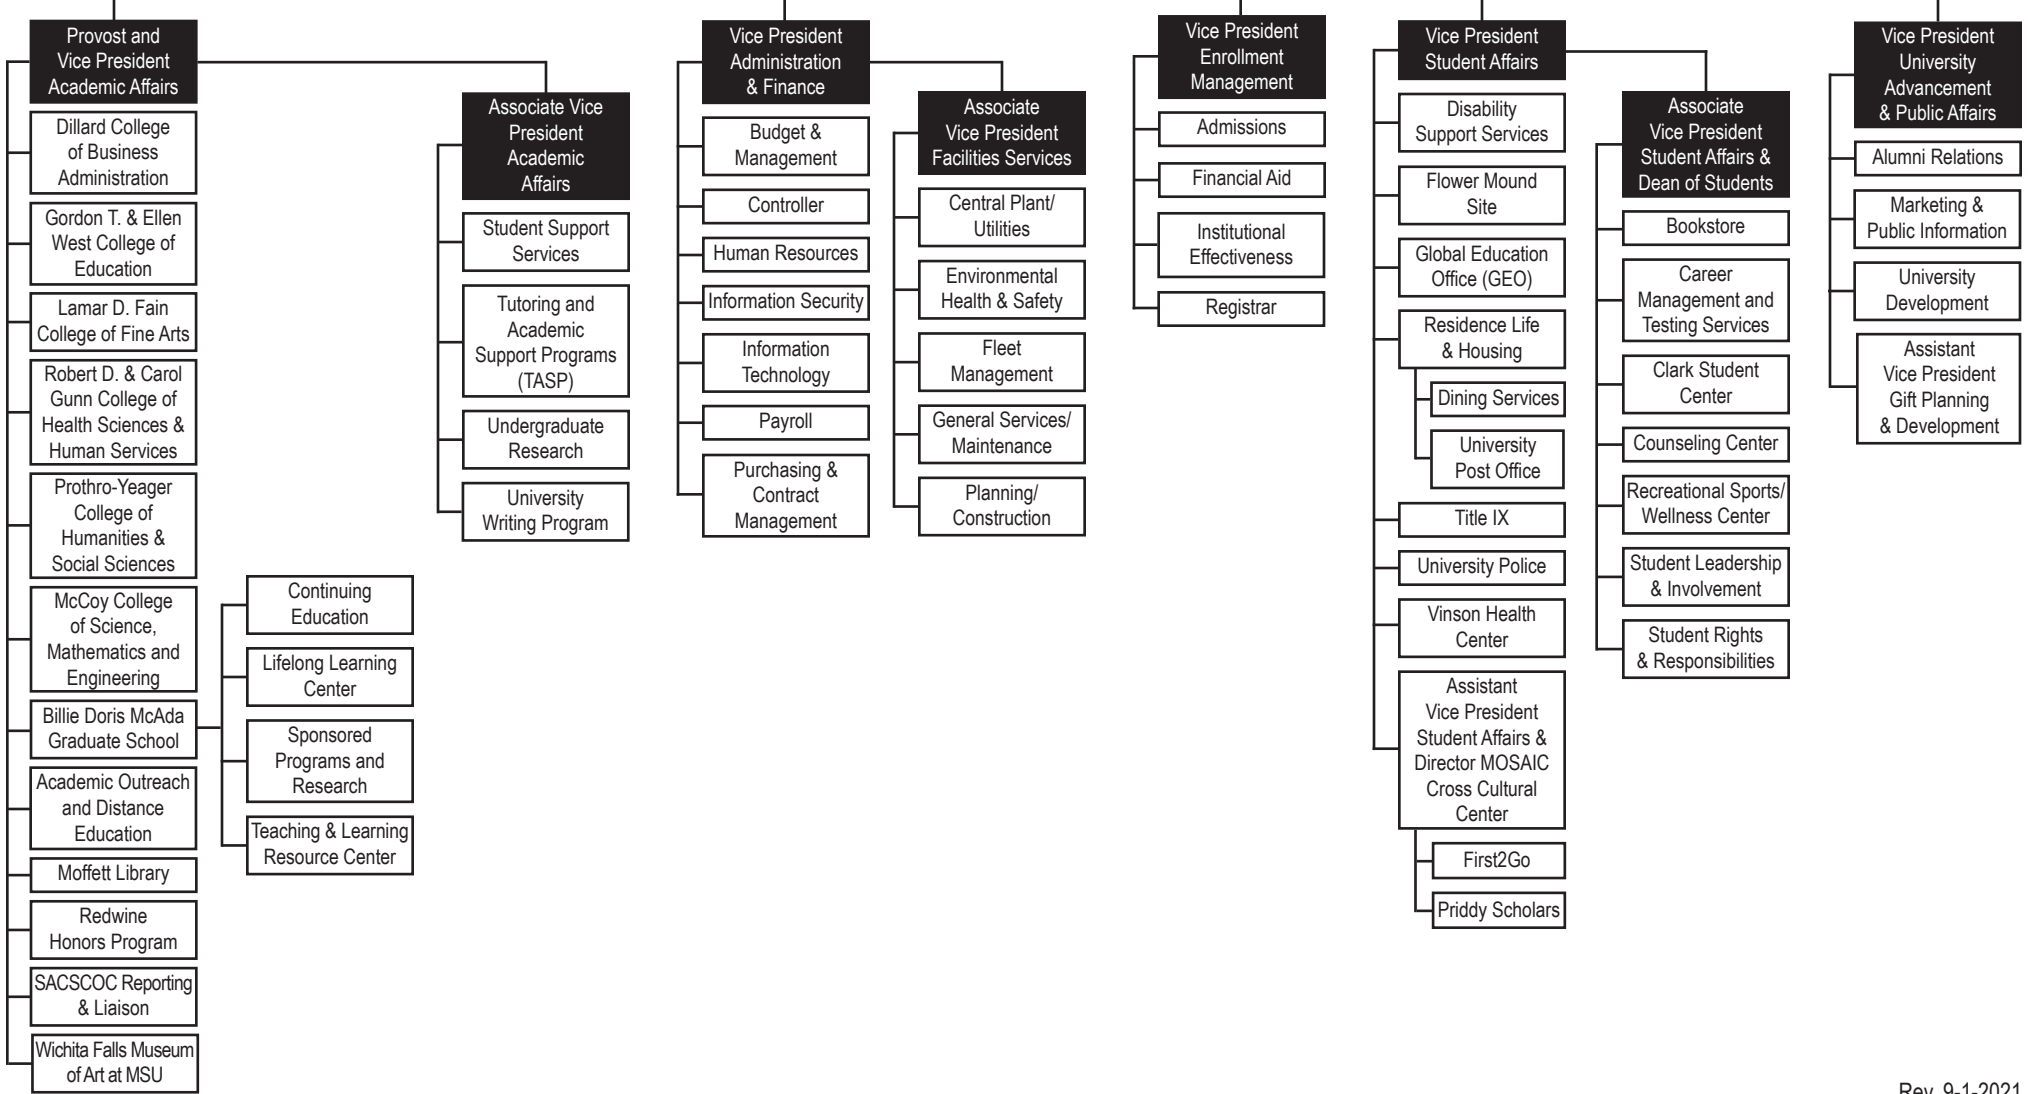 Provost and
Vice President
Academic Affairs
Dillard College
of Business
Administration
Gordon T. & Ellen
West College of
Education
Lamar D. Fain
College of Fine Arts
Robert D. & Carol
Gunn College of
Health Sciences &
Human Services
Prothro-Yeager
College of
Humanities &
Social Sciences
McCoy College
of Science,
Mathematics and
Engineering
Billie Doris McAda
Graduate School
Academic Outreach
and Distance
Education
Moffett Library
Redwine
Honors Program
SACSCOC Reporting
& Liaison
Wichita Falls Museum
of Art at MSU
Continuing
Education
Lifelong Learning
Center
Sponsored
Programs and
Research
Teaching & Learning
Resource Center
Associate Vice
President
Academic
Affairs
Student Support
Services
Tutoring and
Academic
Support Programs
(TASP)
Undergraduate
Research
University
Writing Program
Vice President
Administration
& Finance
Budget &
Management
Controller
Human Resources
Information Security
Information
Technology
Payroll
Purchasing &
Contract
Management
Associate
Vice President
Facilities Services
Central Plant/
Utilities
Environmental
Health & Safety
Fleet
Management
General Services/
Maintenance
Planning/
Construction
Vice President
Enrollment
Management
Admissions
Financial Aid
Institutional
Effectiveness
Registrar
Vice President
Student Affairs
Disability
Support Services
Flower Mound
Site
Global Education
Office (GEO)
Residence Life
& Housing
Dining Services
University
Post Office
Title IX
University Police
Vinson Health
Center
Assistant
Vice President
Student Affairs &
Director MOSAIC
Cross Cultural
Center
First2Go
Priddy Scholars
Associate
Vice President
Student Affairs &
Dean of Students
Bookstore
Career
Management and
Testing Services
Clark Student
Center
Counseling Center
Recreational Sports/
Wellness Center
Student Leadership
& Involvement
Student Rights
& Responsibilities
Vice President
University
Advancement
& Public Affairs
Alumni Relations
Marketing &
Public Information
University
Development
Assistant
Vice President
Gift Planning
& Development
Rev. 9-1-2021